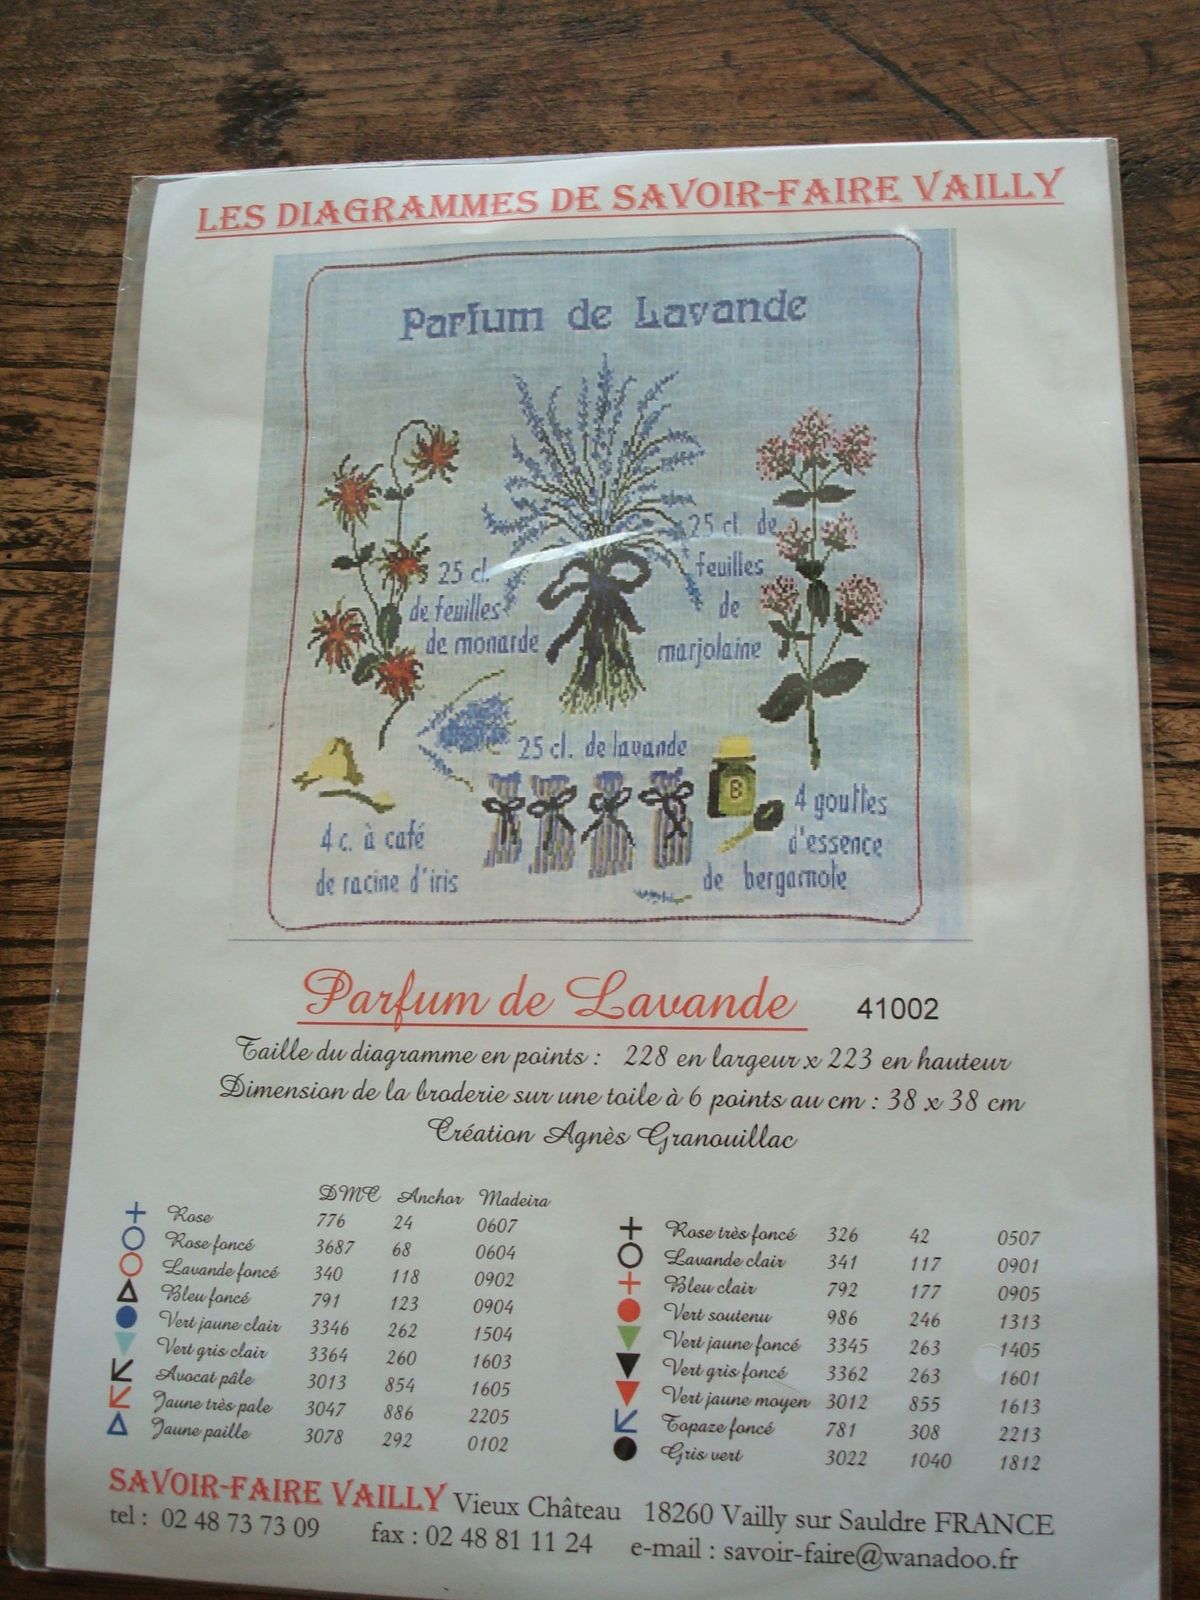 LES DIAGRAMMES DE SAVOIR-FAIRE VAILLY
Parfum de Lavande
25 cl.
de feuilles
de monarde
25 cl. de
feuilles
de
marjolaine
25 cl. de lavande
B
4 c. à café
de racine d'iris
4 gouttes
d'essence
de bergamote
Parfum de Lavande 41002
Taille du diagramme en points : 228 en largeur x 223 en hauteur
Dimension de la broderie sur une toile à 6 points au cm : 38 x 38 cm
Création Agnès Granouillac
DMC Anchor Madeira
Rose 776 24 0607
Rose foncé 3687 68 0604
Lavande foncé 340 118 0902
Bleu foncé 791 123 0904
Vert jaune clair 3346 262 1504
Vert gris clair 3364 260 1603
Avocat pâle 3013 854 1605
Jaune très pale 3047 886 2205
Jaune paille 3078 292 0102
Rose très foncé 326 42 0507
Lavande clair 341 117 0901
Bleu clair 792 177 0905
Vert soutenu 986 246 1313
Vert jaune foncé 3345 263 1405
Vert gris foncé 3362 263 1601
Vert jaune moyen 3012 855 1613
Topaze foncé 781 308 2213
Gris vert 3022 1040 1812
SAVOIR-FAIRE VAILLY Vieux Château 18260 Vailly sur Sauldre FRANCE
tel : 02 48 73 73 09 fax : 02 48 81 11 24 e-mail : savoir-faire@wanadoo.fr